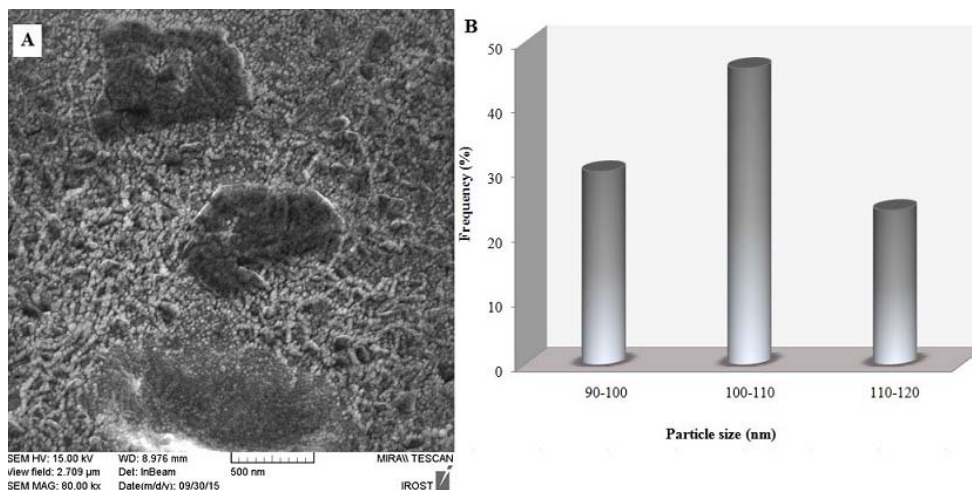 A
SEM HV: 15.00 kV WD: 8.976 mm MIRA\\ TESCAN
View field: 2.709 µm Det: InBeam 500 nm
SEM MAG: 80.00 kx Date(m/d/y): 09/30/15 IROST
B
Frequency (%)
50
40
30
20
10
0
90-100 100-110 110-120
Particle size (nm)